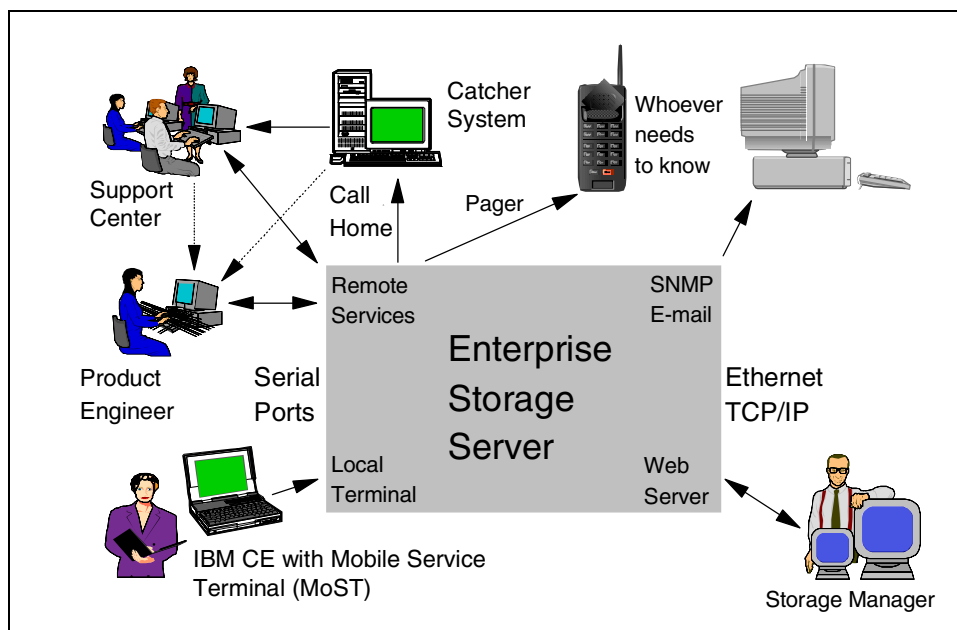 Catcher
System
Whoever
needs
to know
Support
Center
Call
Home
Pager
Remote
Services
SNMP
E-mail
Enterprise
Storage
Server
Product
Engineer
Serial
Ports
Ethernet
TCP/IP
Local
Terminal
Web
Server
IBM CE with Mobile Service
Terminal (MoST)
Storage Manager